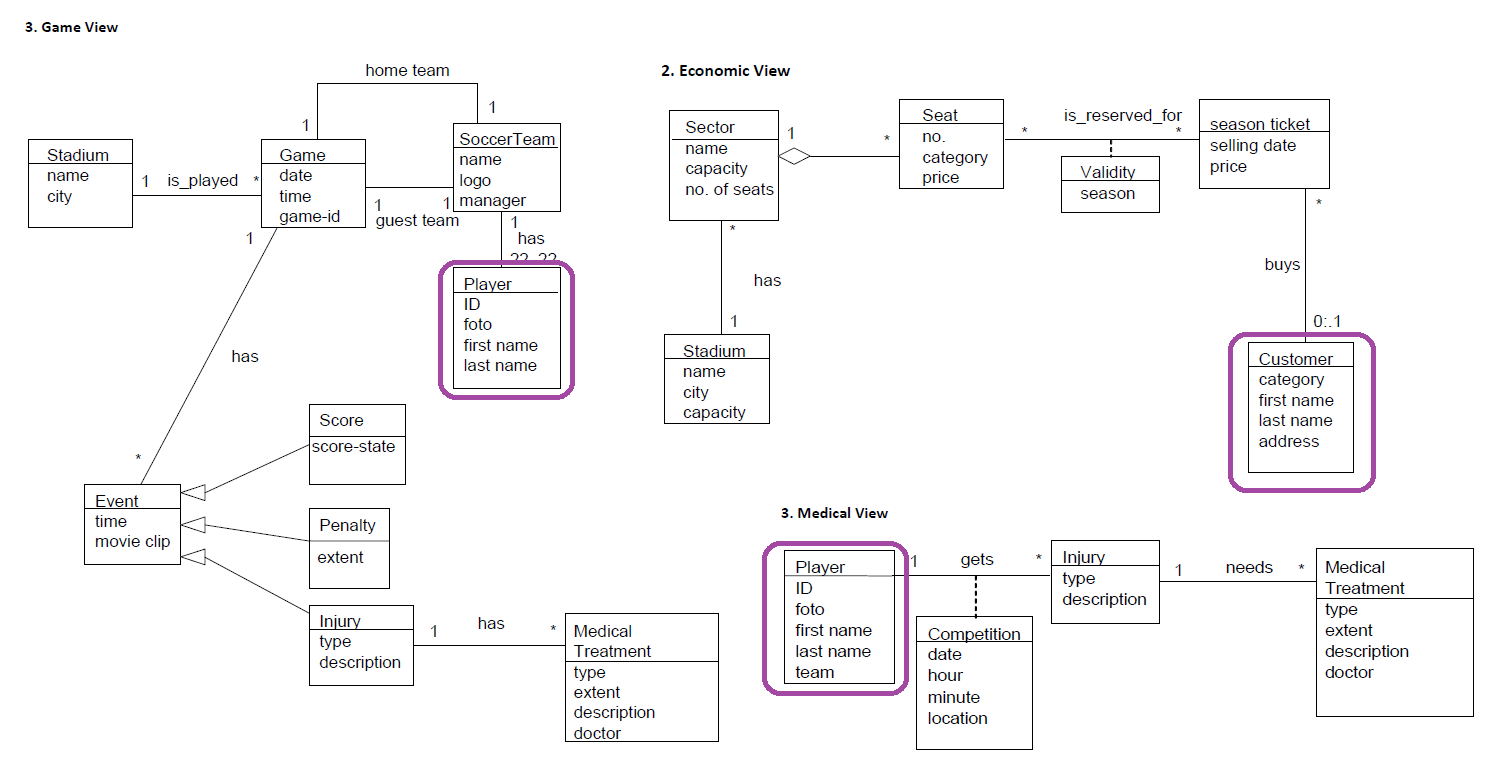 3. Game View
home team
1
1
Stadium
name
city
1 is_played *
Game
date
time
game-id
SoccerTeam
name
logo
manager
1
1
guest team
1
has
22..22
Player
ID
foto
first name
last name
1
has
*
Event
time
movie clip
Score
score-state
Penalty
extent
Injury
type
description
1 has *
Medical
Treatment
type
extent
description
doctor
2. Economic View
Sector
name
capacity
no. of seats
1
*
Seat
no.
category
price
*
is_reserved_for
*
Validity
season
season ticket
selling date
price
*
buys
0:.1
Customer
category
first name
last name
address
*
has
1
Stadium
name
city
capacity
3. Medical View
Player
ID
foto
first name
last name
team
1 gets *
Competition
date
hour
minute
location
Injury
type
description
1 needs *
Medical
Treatment
type
extent
description
doctor